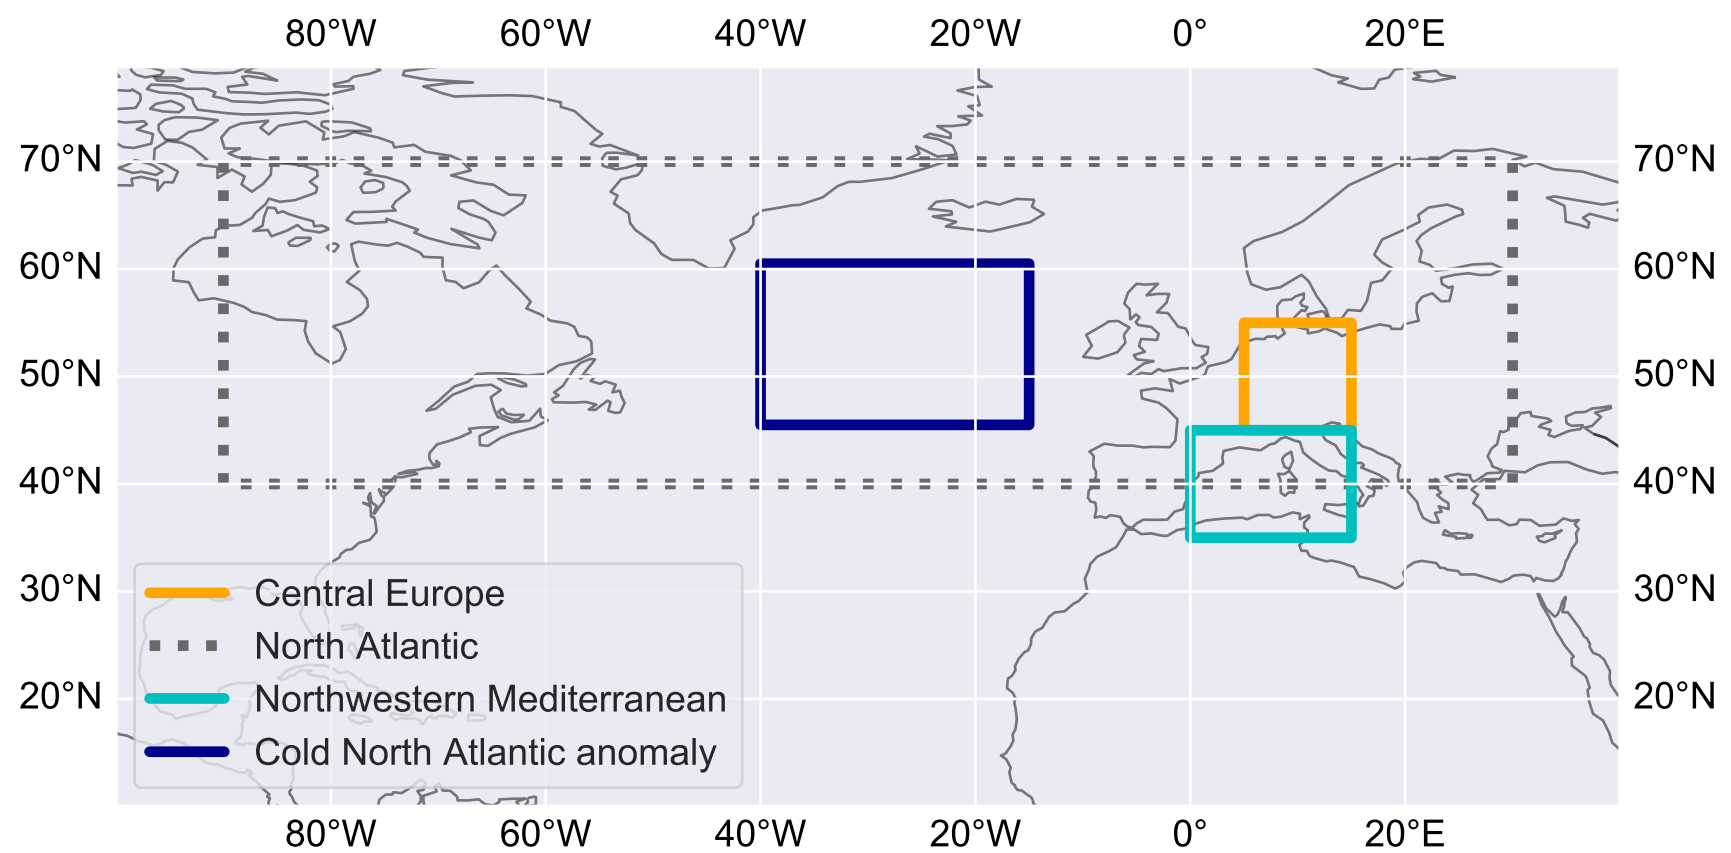 80°W 60°W 40°W 20°W 0° 20°E
70°N 70°N
60°N 60°N
50°N 50°N
40°N 40°N
30°N 30°N
20°N 20°N
Central Europe
North Atlantic
Northwestern Mediterranean
Cold North Atlantic anomaly
80°W 60°W 40°W 20°W 0° 20°E